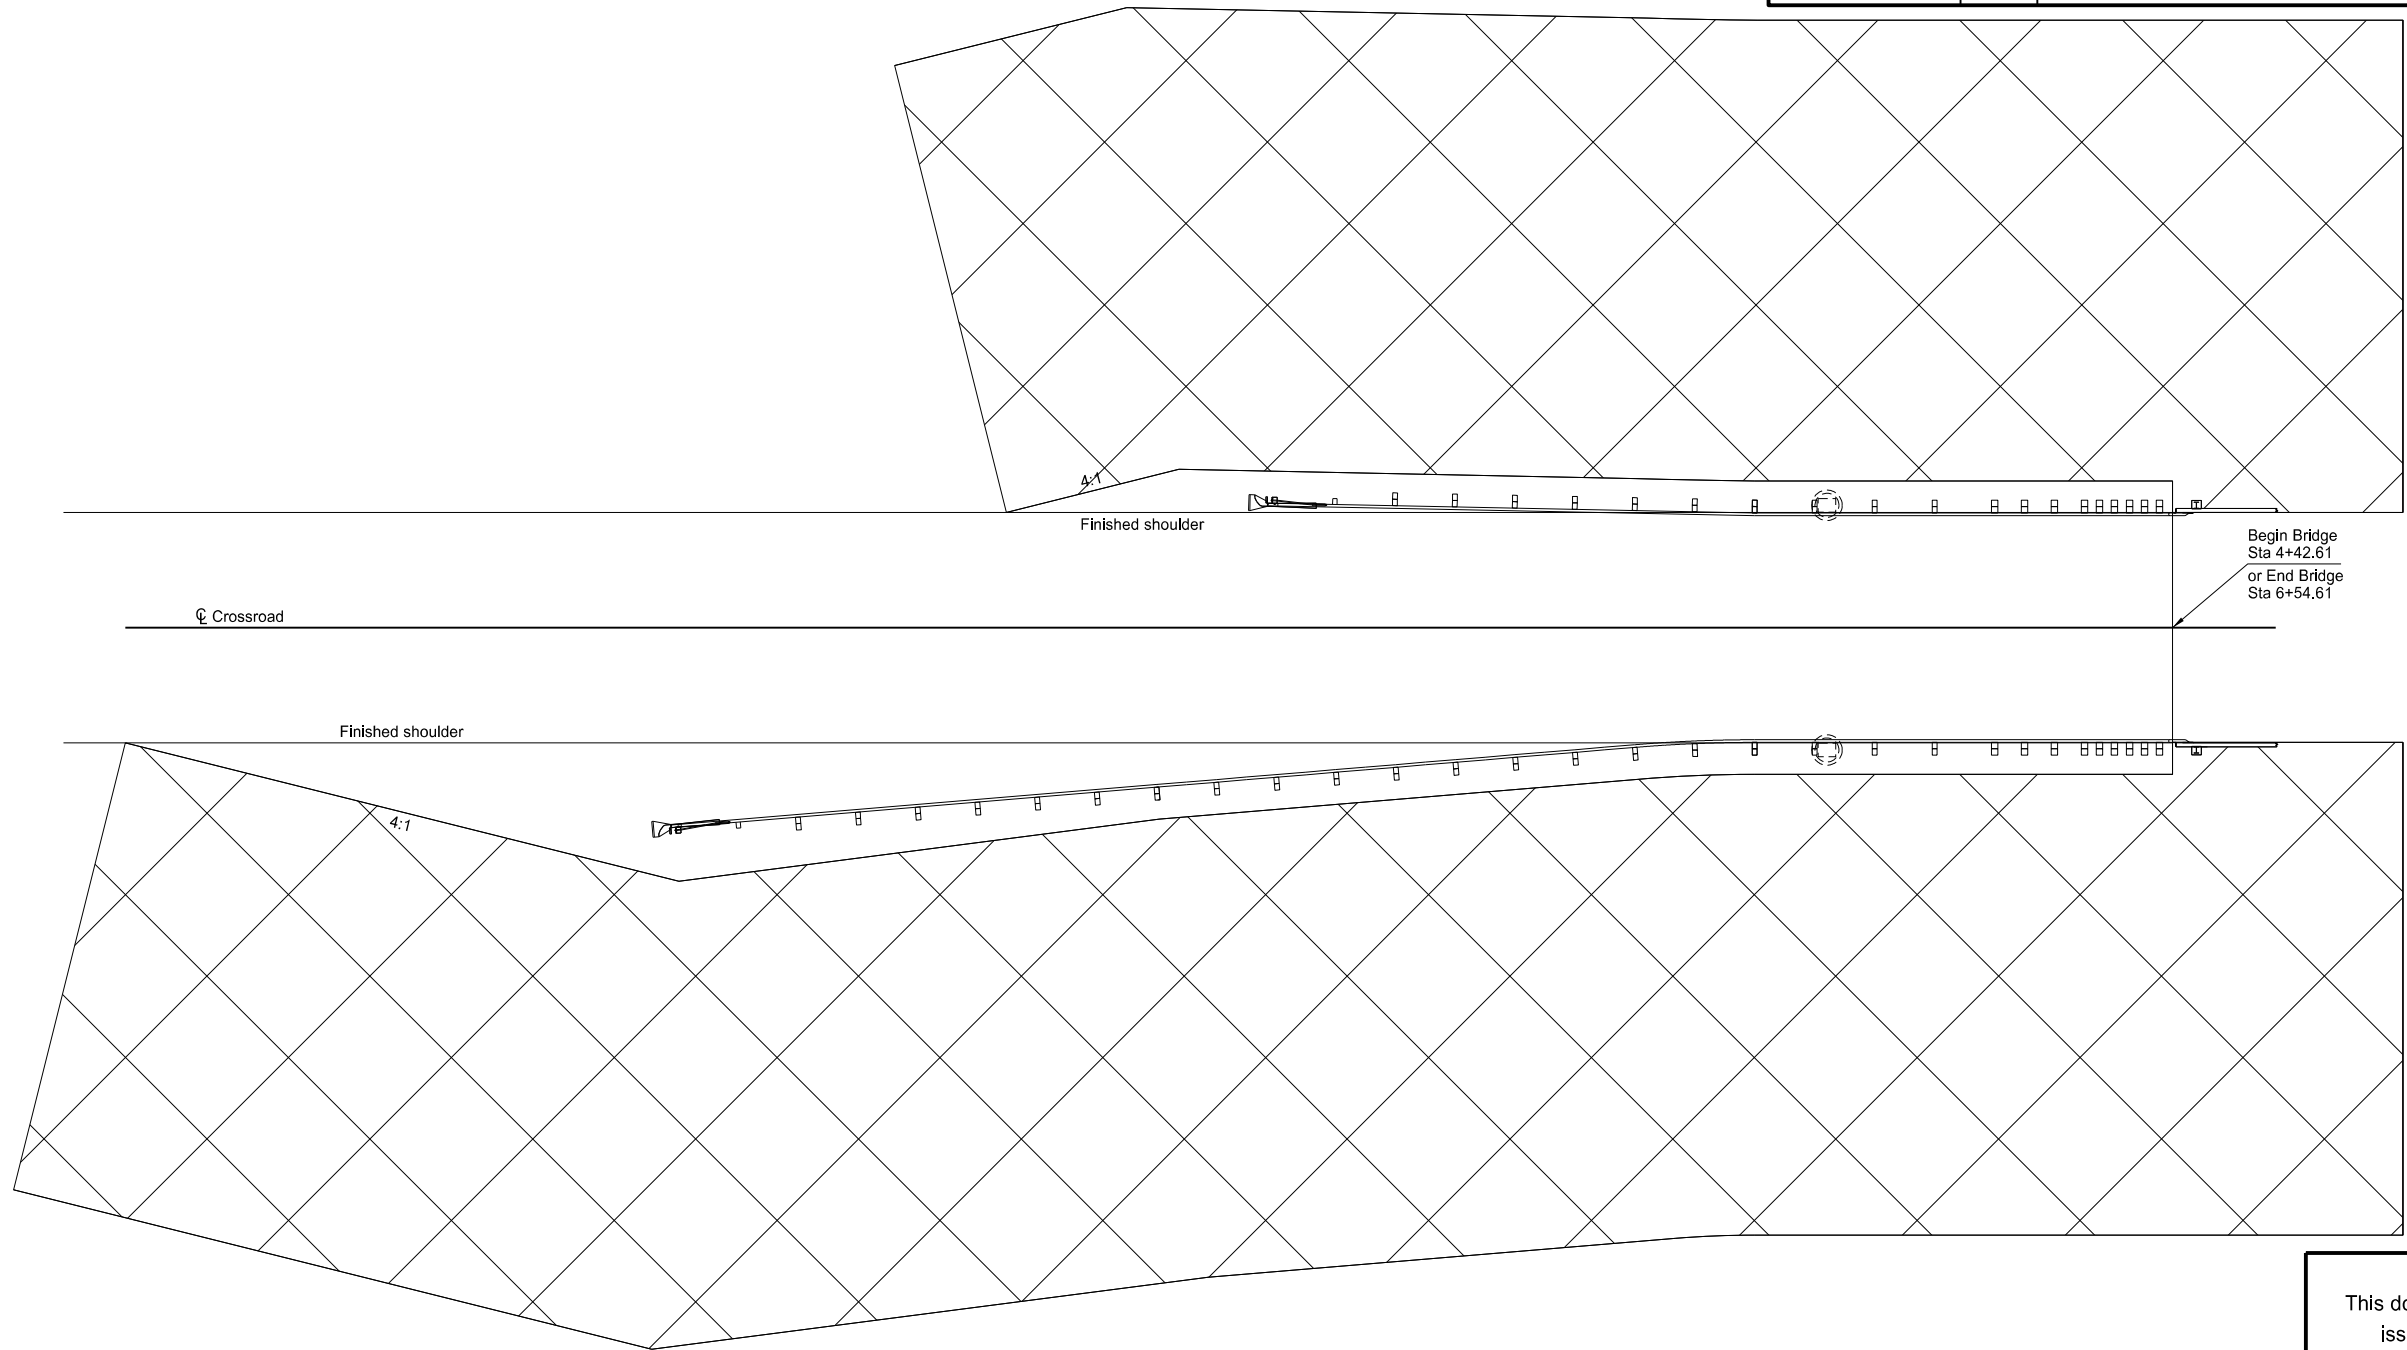 4:1
Finished shoulder
Begin Bridge
Sta 4+42.61
or End Bridge
Sta 6+54.61
℄ Crossroad
Finished shoulder
4:1
This do
iss